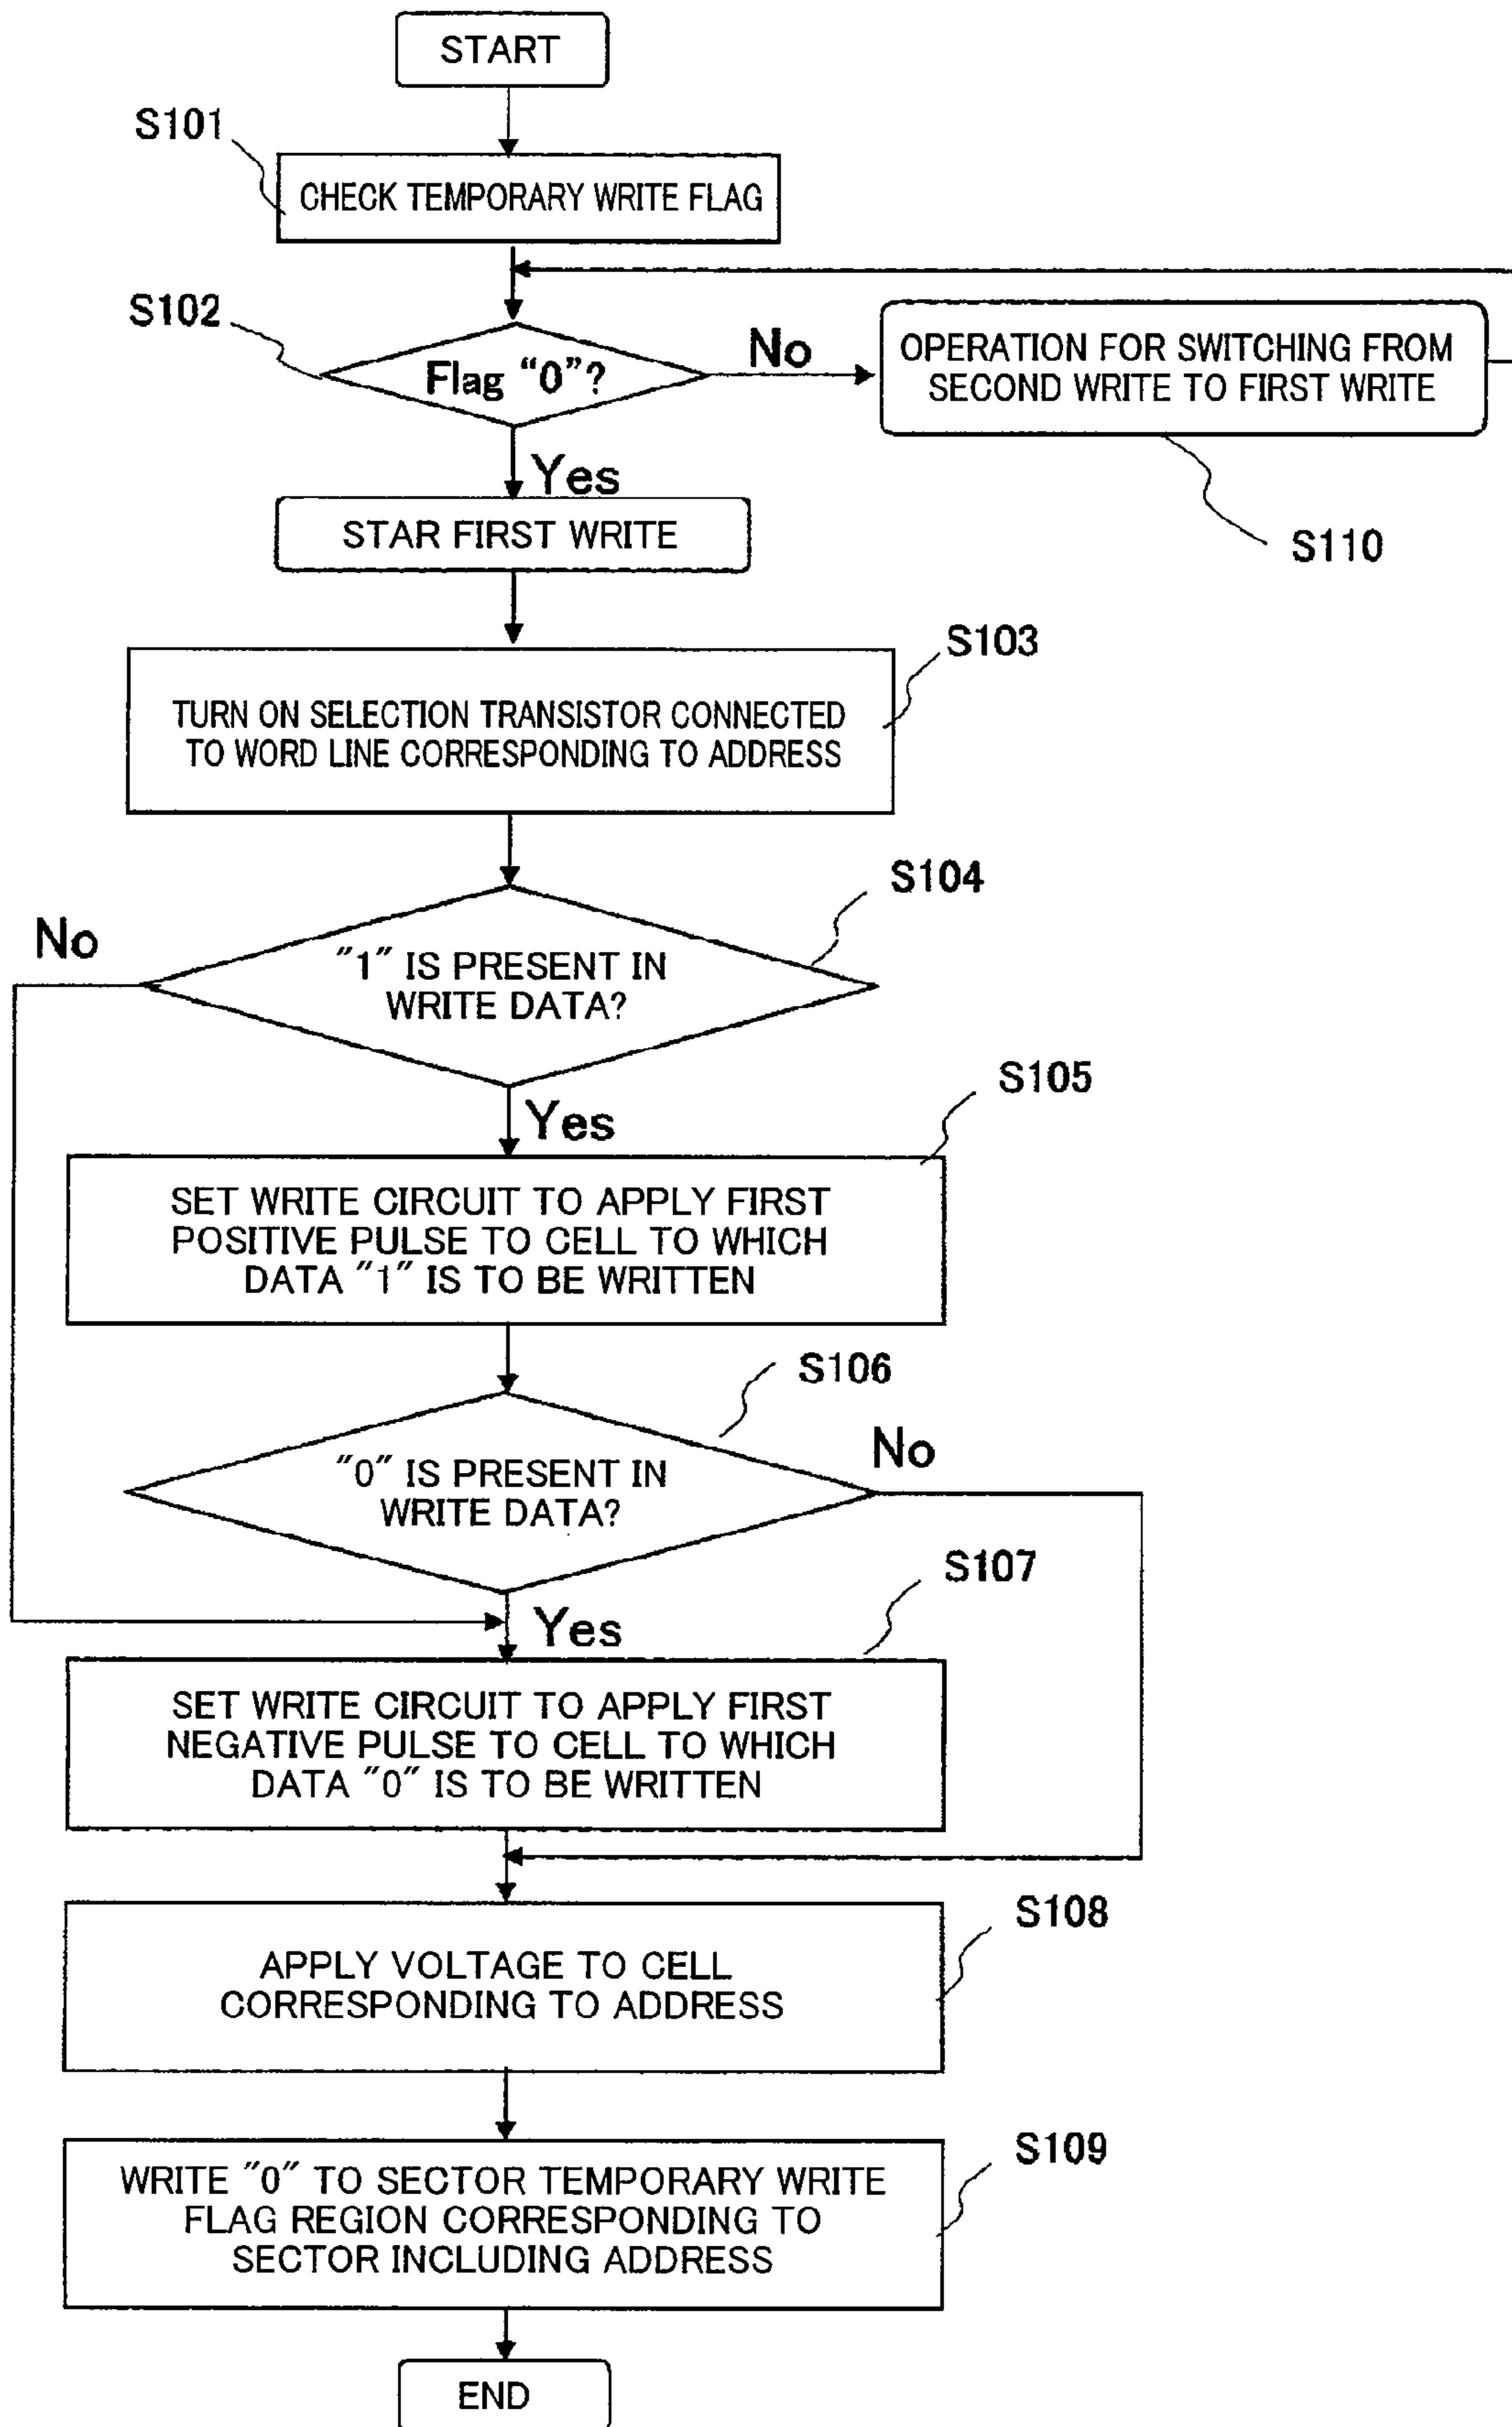 START
S101
CHECK TEMPORARY WRITE FLAG
S102
Flag “0”?
No
OPERATION FOR SWITCHING FROM
SECOND WRITE TO FIRST WRITE
Yes
S110
STAR FIRST WRITE
S103
TURN ON SELECTION TRANSISTOR CONNECTED
TO WORD LINE CORRESPONDING TO ADDRESS
S104
No
"1" IS PRESENT IN
WRITE DATA?
S105
Yes
SET WRITE CIRCUIT TO APPLY FIRST
POSITIVE PULSE TO CELL TO WHICH
DATA "1" IS TO BE WRITTEN
S106
No
"0" IS PRESENT IN
WRITE DATA?
S107
Yes
SET WRITE CIRCUIT TO APPLY FIRST
NEGATIVE PULSE TO CELL TO WHICH
DATA "0" IS TO BE WRITTEN
S108
APPLY VOLTAGE TO CELL
CORRESPONDING TO ADDRESS
S109
WRITE "0" TO SECTOR TEMPORARY WRITE
FLAG REGION CORRESPONDING TO
SECTOR INCLUDING ADDRESS
END